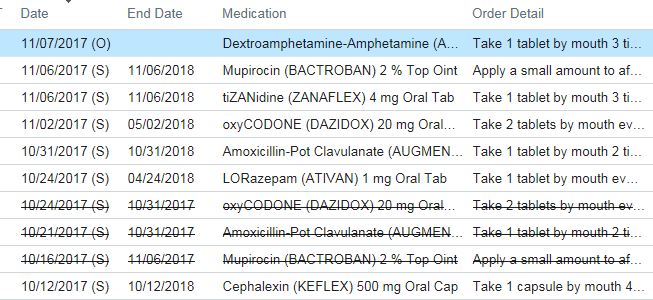 Date End Date Medication Order Detail
11/07/2017 (O) Dextroamphetamine-Amphetamine (A... Take 1 tablet by mouth 3 ti...
11/06/2017 (S) 11/06/2018 Mupirocin (BACTROBAN) 2 % Top Oint Apply a small amount to af...
11/06/2017 (S) 11/06/2018 tiZANidine (ZANAFLEX) 4 mg Oral Tab Take 1 tablet by mouth 3 ti...
11/02/2017 (S) 05/02/2018 oxyCODONE (DAZIDOX) 20 mg Oral... Take 2 tablets by mouth ev...
10/31/2017 (S) 10/31/2018 Amoxicillin-Pot Clavulanate (AUGMEN... Take 1 tablet by mouth 2 ti...
10/24/2017 (S) 04/24/2018 LORazepam (ATIVAN) 1 mg Oral Tab Take 1 tablet by mouth ev...
10/24/2017 (S) 10/31/2017 oxyCODONE (DAZIDOX) 20 mg Oral... Take 2 tablets by mouth ev...
10/21/2017 (S) 10/31/2017 Amoxicillin-Pot Clavulanate (AUGMEN... Take 1 tablet by mouth 2 ti...
10/16/2017 (S) 11/06/2017 Mupirocin (BACTROBAN) 2 % Top Oint Apply a small amount to af...
10/12/2017 (S) 10/12/2018 Cephalexin (KEFLEX) 500 mg Oral Cap Take 1 capsule by mouth 4...